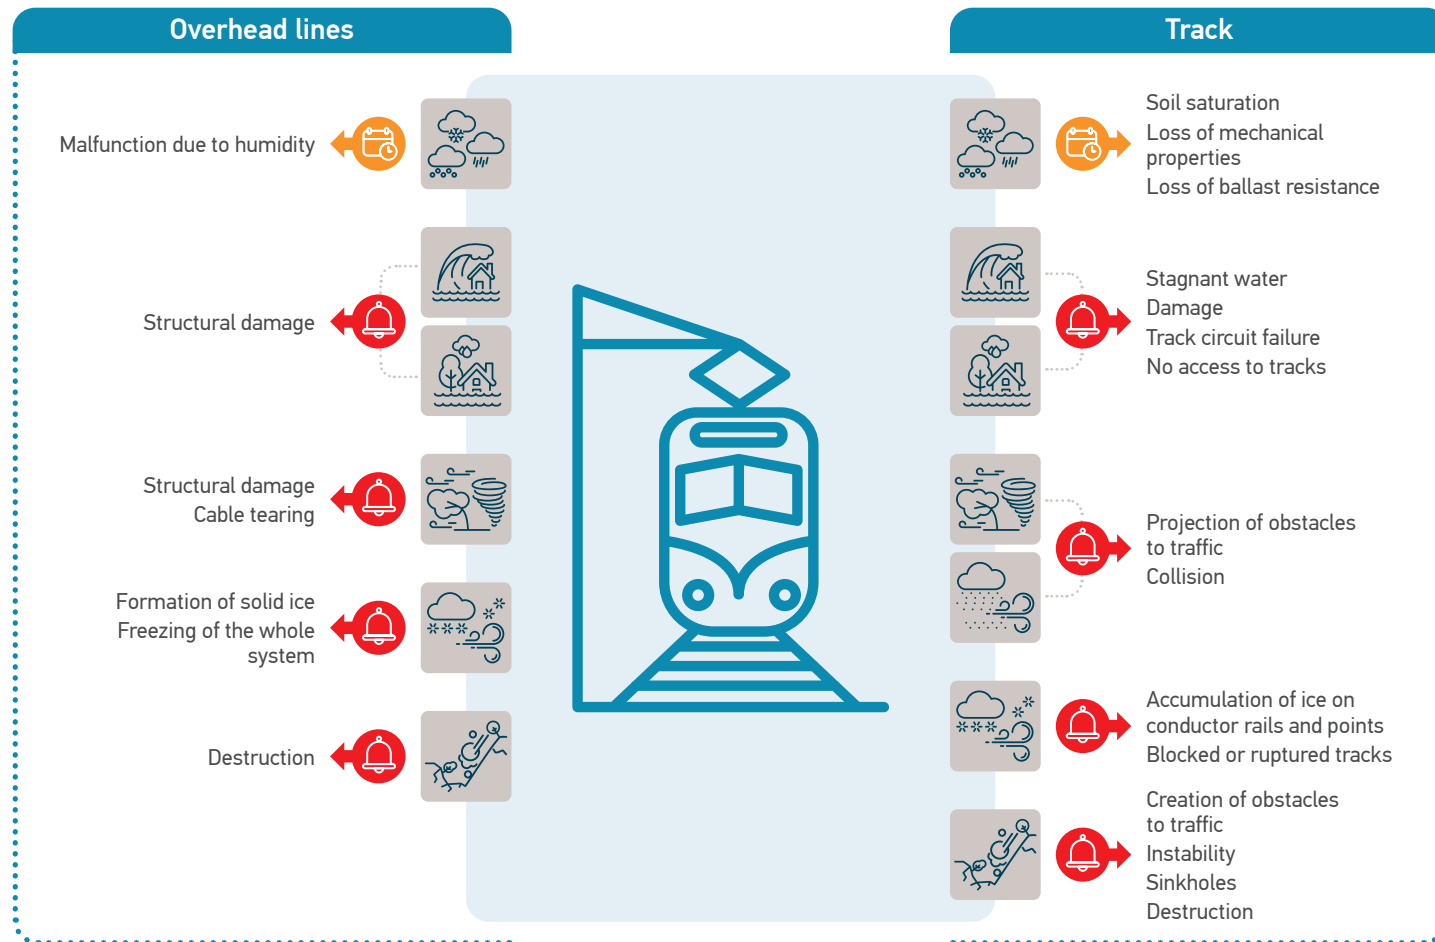 Overhead lines
Malfunction due to humidity
Structural damage
Structural damage
Cable tearing
Formation of solid ice
Freezing of the whole
system
Destruction
Track
Soil saturation
Loss of mechanical
properties
Loss of ballast resistance
Stagnant water
Damage
Track circuit failure
No access to tracks
Projection of obstacles
to traffic
Collision
Accumulation of ice on
conductor rails and points
Blocked or ruptured tracks
Creation of obstacles
to traffic
Instability
Sinkholes
Destruction